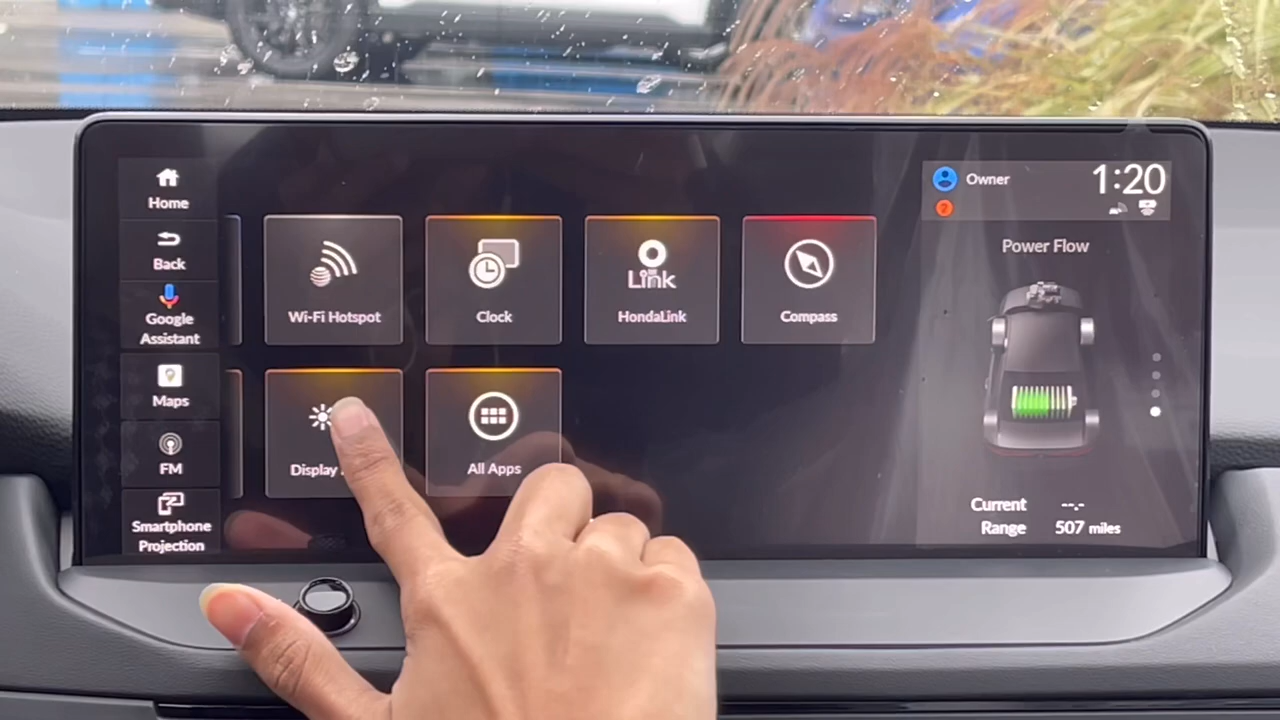 Home
Back
Google
Assistant
Maps
FM
Smartphone
Projection
Wi-Fi Hotspot
Clock
Link
HondaLink
Compass
Display
All Apps
Owner
1:20
?
Power Flow
Current --.-
Range 507 miles